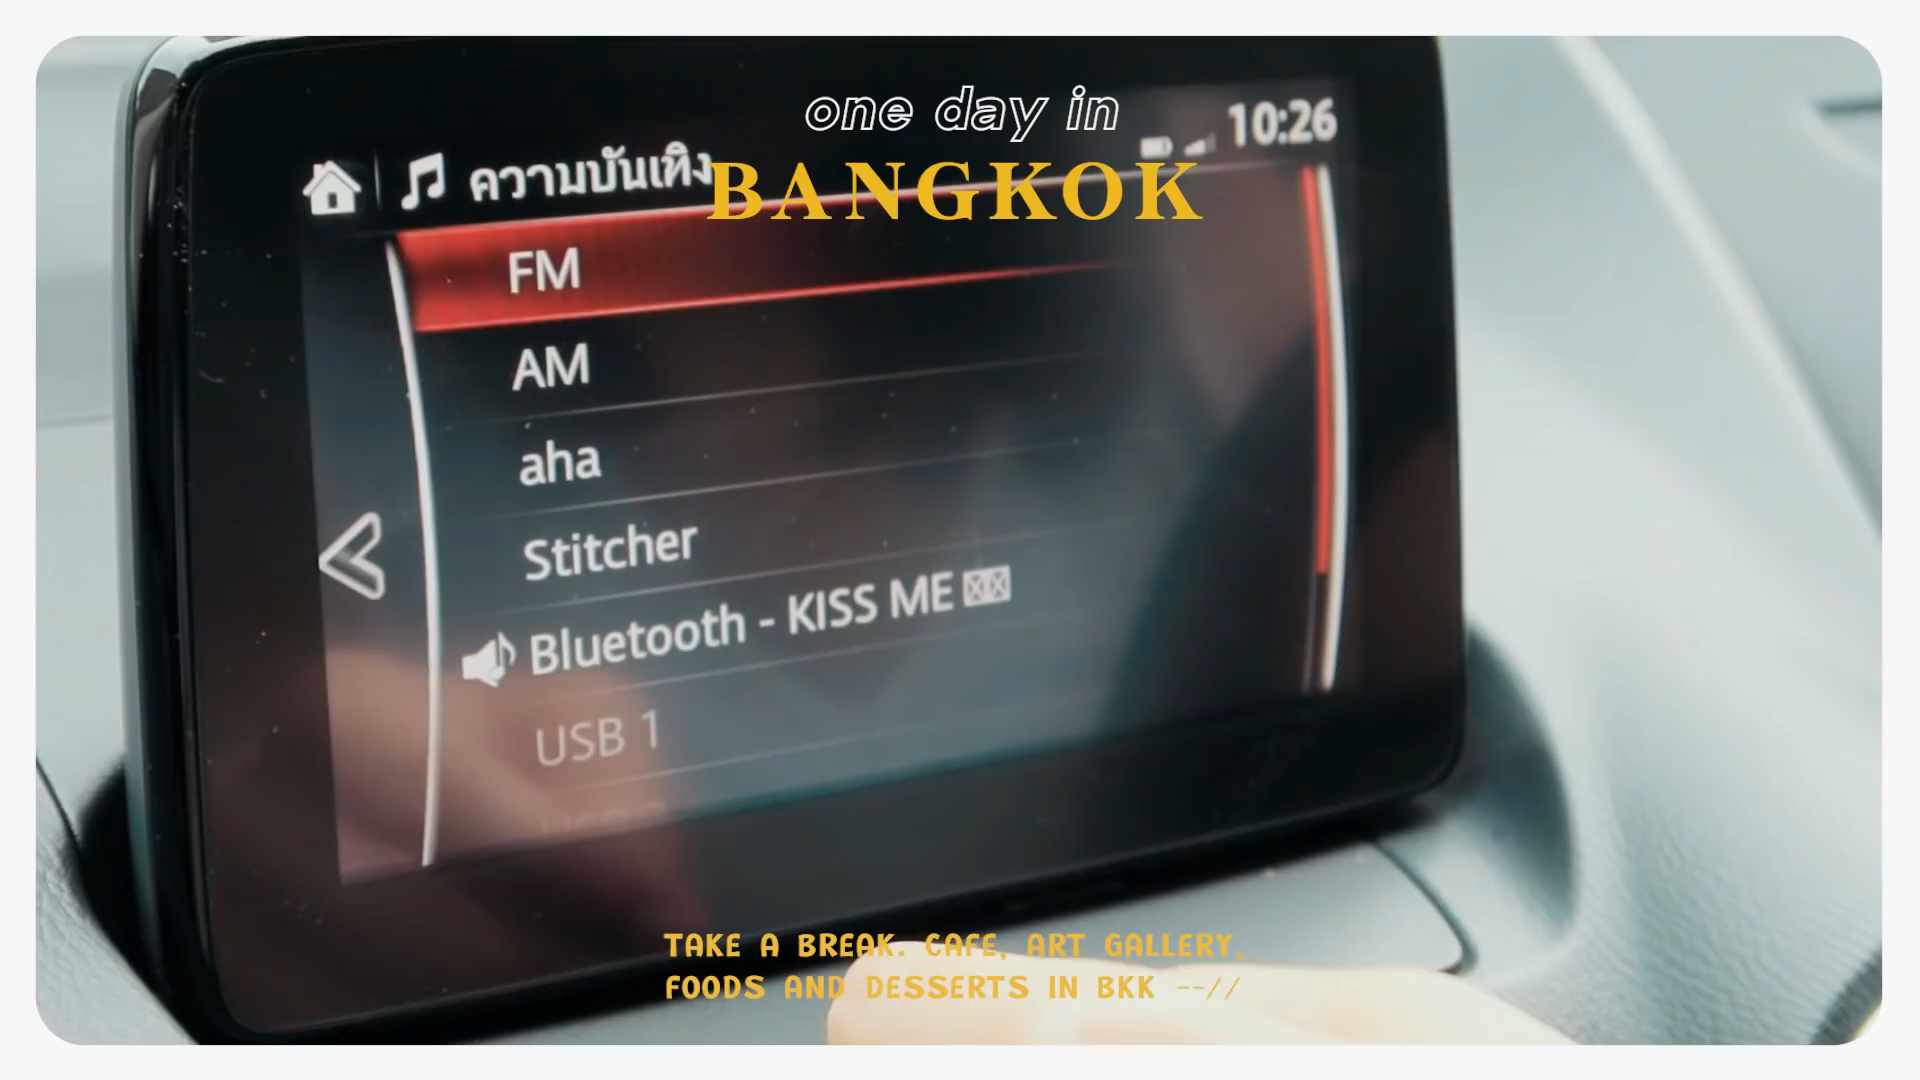 one day in
10:26
ความบันเทิง
BANGKOK
FM
AM
aha
Stitcher
Bluetooth - KISS ME
USB 1
TAKE A BREAK. CAFE, ART GALLERY,
FOODS AND DESSERTS IN BKK --//